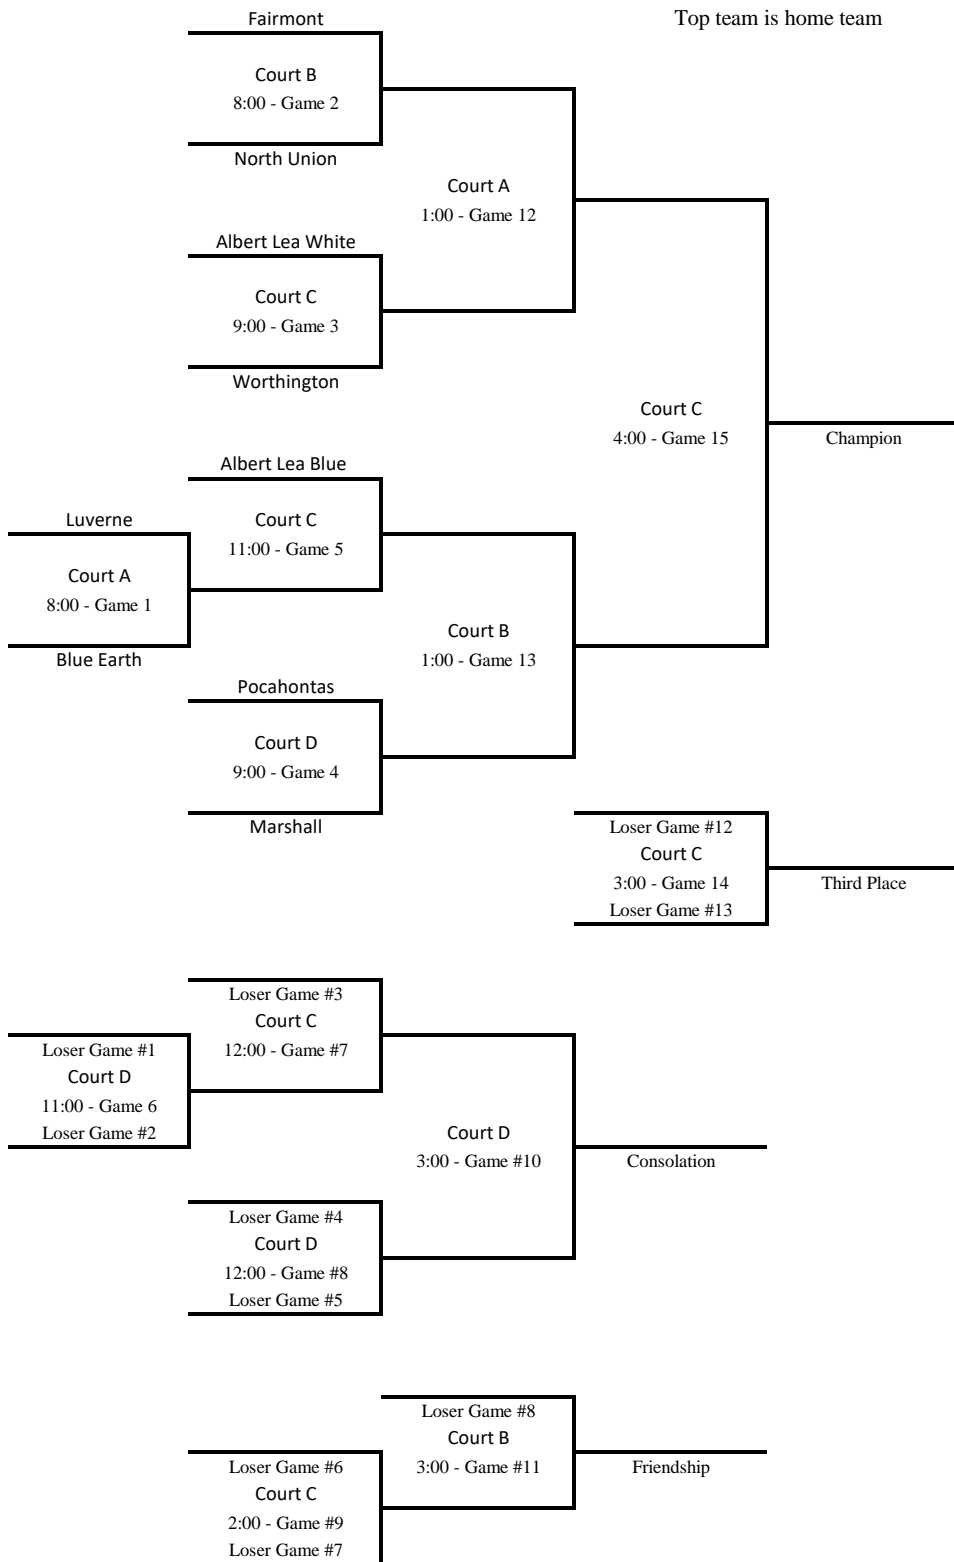 Fairmont
Top team is home team
Court B
8:00 - Game 2
North Union
Court A
1:00 - Game 12
Albert Lea White
Court C
9:00 - Game 3
Worthington
Court C
4:00 - Game 15
Champion
Albert Lea Blue
Luverne
Court C
11:00 - Game 5
Court A
8:00 - Game 1
Blue Earth
Court B
1:00 - Game 13
Pocahontas
Court D
9:00 - Game 4
Marshall
Loser Game #12
Court C
3:00 - Game 14
Loser Game #13
Third Place
Loser Game #3
Court C
12:00 - Game #7
Loser Game #1
Court D
11:00 - Game 6
Loser Game #2
Court D
3:00 - Game #10
Consolation
Loser Game #4
Court D
12:00 - Game #8
Loser Game #5
Loser Game #8
Court B
3:00 - Game #11
Friendship
Loser Game #6
Court C
2:00 - Game #9
Loser Game #7